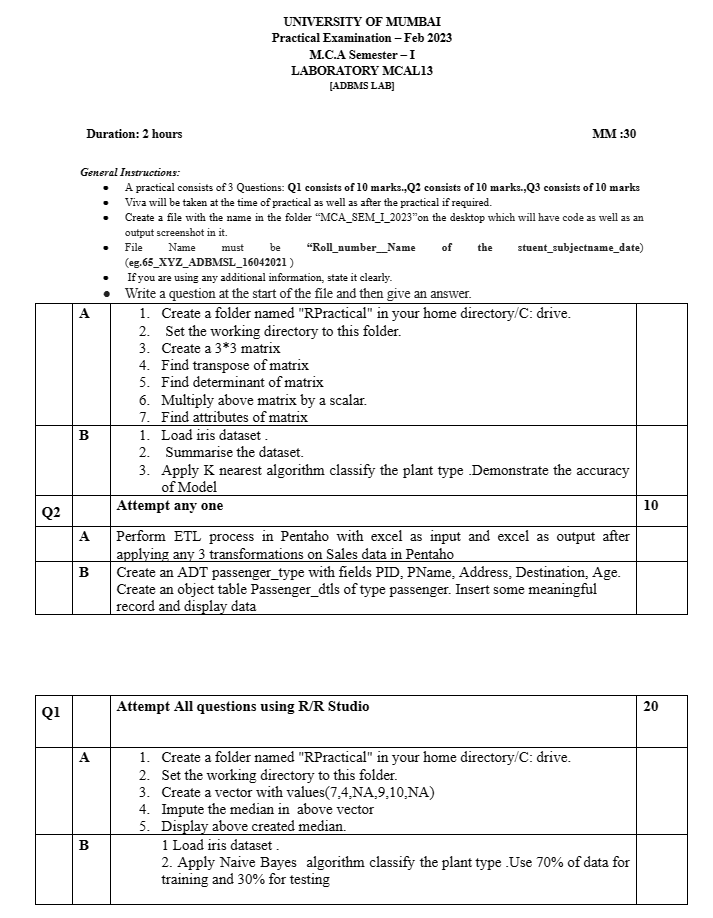 UNIVERSITY OF MUMBAI
Practical Examination – Feb 2023
M.C.A Semester – I
LABORATORY MCAL13
[ADBMS LAB]
Duration: 2 hours MM :30
General Instructions:
• A practical consists of 3 Questions: Q1 consists of 10 marks.,Q2 consists of 10 marks.,Q3 consists of 10 marks
• Viva will be taken at the time of practical as well as after the practical if required.
• Create a file with the name in the folder “MCA_SEM_I_2023”on the desktop which will have code as well as an
output screenshot in it.
• File Name must be “Roll_number__Name of the stuent_subjectname_date)
(eg.65_XYZ_ADBMSL_16042021 )
• If you are using any additional information, state it clearly.
• Write a question at the start of the file and then give an answer.
A 1. Create a folder named "RPractical" in your home directory/C: drive.
2. Set the working directory to this folder.
3. Create a 3*3 matrix
4. Find transpose of matrix
5. Find determinant of matrix
6. Multiply above matrix by a scalar.
7. Find attributes of matrix
B 1. Load iris dataset .
2. Summarise the dataset.
3. Apply K nearest algorithm classify the plant type .Demonstrate the accuracy
of Model
Q2 Attempt any one 10
A Perform ETL process in Pentaho with excel as input and excel as output after
applying any 3 transformations on Sales data in Pentaho
B Create an ADT passenger_type with fields PID, PName, Address, Destination, Age.
Create an object table Passenger_dtls of type passenger. Insert some meaningful
record and display data
Q1 Attempt All questions using R/R Studio 20
A 1. Create a folder named "RPractical" in your home directory/C: drive.
2. Set the working directory to this folder.
3. Create a vector with values(7,4,NA,9,10,NA)
4. Impute the median in above vector
5. Display above created median.
B 1 Load iris dataset .
2. Apply Naive Bayes algorithm classify the plant type .Use 70% of data for
training and 30% for testing